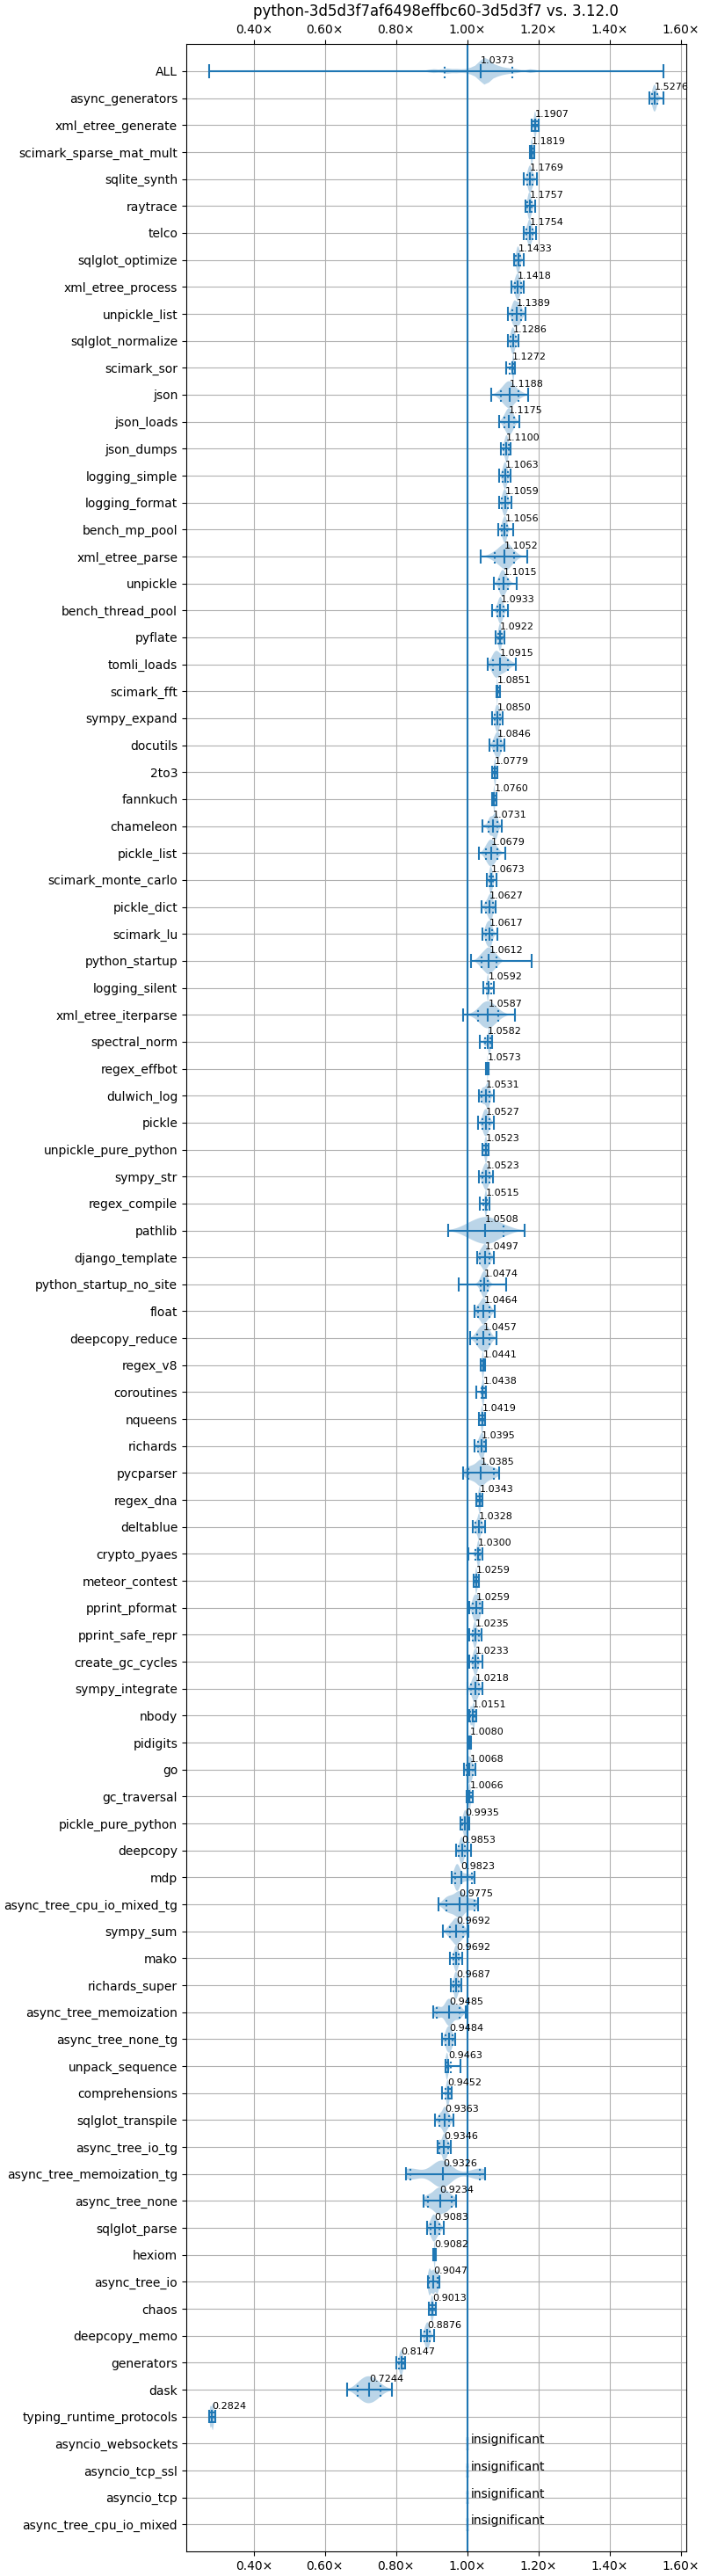 python-3d5d3f7af6498effbc60-3d5d3f7 vs. 3.12.0
0.40× 0.60× 0.80× 1.00× 1.20× 1.40× 1.60×
ALL 1.0373
async_generators 1.5276
xml_etree_generate 1.1907
scimark_sparse_mat_mult 1.1819
sqlite_synth 1.1769
raytrace 1.1757
telco 1.1754
sqlglot_optimize 1.1433
xml_etree_process 1.1418
unpickle_list 1.1389
sqlglot_normalize 1.1286
scimark_sor 1.1272
json 1.1188
json_loads 1.1175
json_dumps 1.1100
logging_simple 1.1063
logging_format 1.1059
bench_mp_pool 1.1056
xml_etree_parse 1.1052
unpickle 1.1015
bench_thread_pool 1.0933
pyflate 1.0922
tomli_loads 1.0915
scimark_fft 1.0851
sympy_expand 1.0850
docutils 1.0846
2to3 1.0779
fannkuch 1.0760
chameleon 1.0731
pickle_list 1.0679
scimark_monte_carlo 1.0673
pickle_dict 1.0627
scimark_lu 1.0617
python_startup 1.0612
logging_silent 1.0592
xml_etree_iterparse 1.0587
spectral_norm 1.0582
regex_effbot 1.0573
dulwich_log 1.0531
pickle 1.0527
unpickle_pure_python 1.0523
sympy_str 1.0523
regex_compile 1.0515
pathlib 1.0508
django_template 1.0497
python_startup_no_site 1.0474
float 1.0464
deepcopy_reduce 1.0457
regex_v8 1.0441
coroutines 1.0438
nqueens 1.0419
richards 1.0395
pycparser 1.0385
regex_dna 1.0343
deltablue 1.0328
crypto_pyaes 1.0300
meteor_contest 1.0259
pprint_pformat 1.0259
pprint_safe_repr 1.0235
create_gc_cycles 1.0233
sympy_integrate 1.0218
nbody 1.0151
pidigits 1.0080
go 1.0068
gc_traversal 1.0066
pickle_pure_python 0.9935
deepcopy 0.9853
mdp 0.9823
async_tree_cpu_io_mixed_tg 0.9775
sympy_sum 0.9692
mako 0.9692
richards_super 0.9687
async_tree_memoization 0.9485
async_tree_none_tg 0.9484
unpack_sequence 0.9463
comprehensions 0.9452
sqlglot_transpile 0.9363
async_tree_io_tg 0.9346
async_tree_memoization_tg 0.9326
async_tree_none 0.9234
sqlglot_parse 0.9083
hexiom 0.9082
async_tree_io 0.9047
chaos 0.9013
deepcopy_memo 0.8876
generators 0.8147
dask 0.7244
typing_runtime_protocols 0.2824
asyncio_websockets insignificant
asyncio_tcp_ssl insignificant
asyncio_tcp insignificant
async_tree_cpu_io_mixed insignificant
0.40× 0.60× 0.80× 1.00× 1.20× 1.40× 1.60×